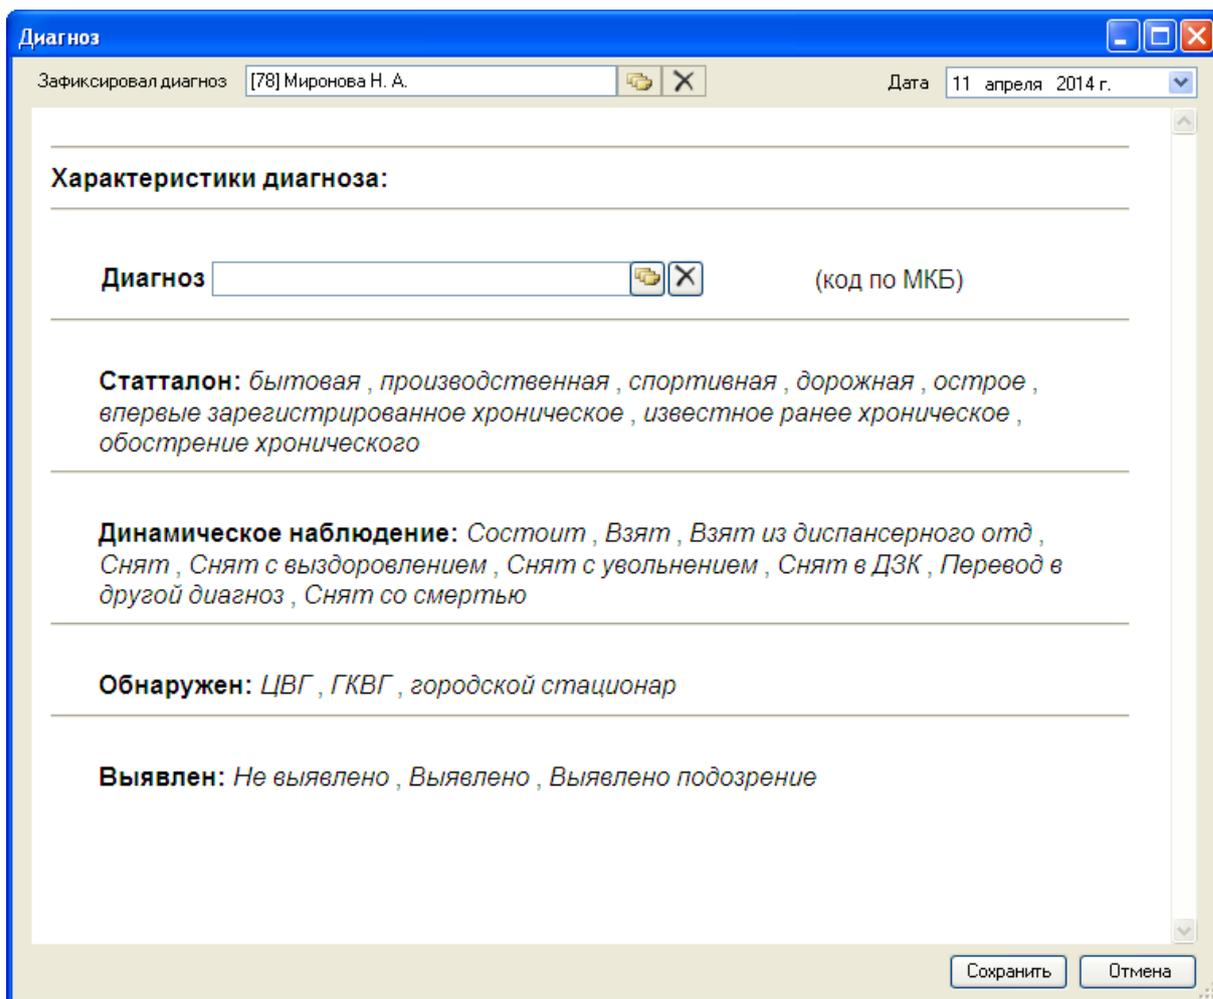 Диагноз
Зафиксировал диагноз [78] Миронова Н. А. Дата 11 апреля 2014 г.
Характеристики диагноза:
Диагноз (код по МКБ)
Статталон: бытовая , производственная , спортивная , дорожная , острое ,
впервые зарегистрированное хроническое , известное ранее хроническое ,
обострение хронического
Динамическое наблюдение: Состоит , Взят , Взят из диспансерного отд ,
Снят , Снят с выздоровлением , Снят с увольнением , Снят в ДЗК , Перевод в
другой диагноз , Снят со смертью
Обнаружен: ЦВГ , ГКВГ , городской стационар
Выявлен: Не выявлено , Выявлено , Выявлено подозрение
Сохранить Отмена